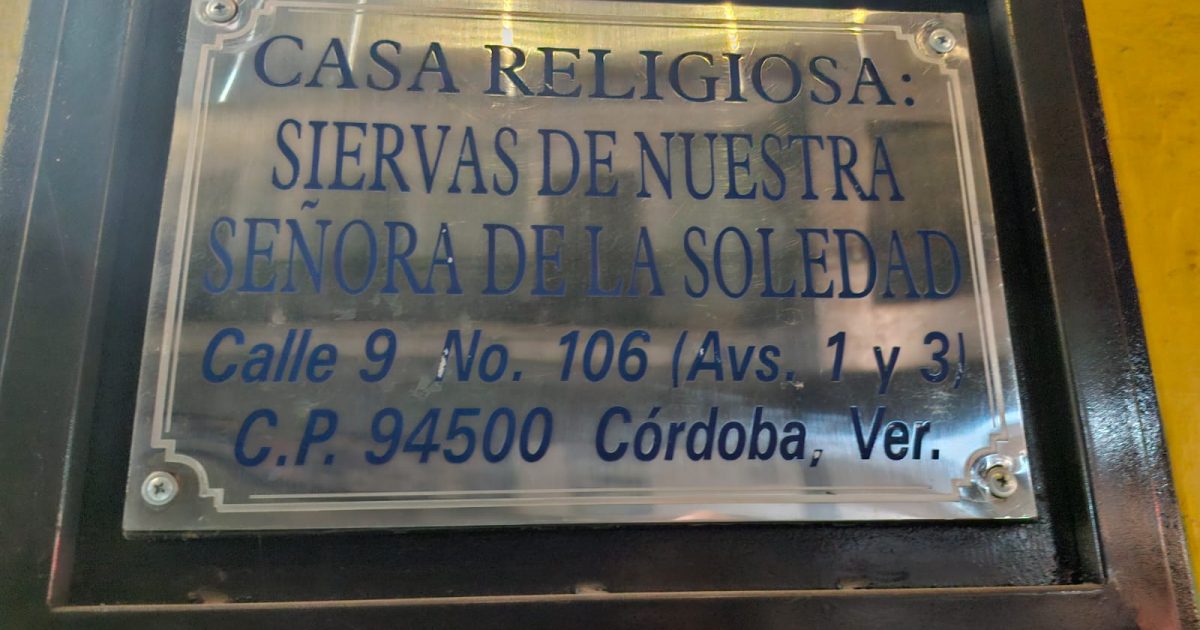 CASA RELIGIOSA:
SIERVAS DE NUESTRA
SEÑORA DE LA SOLEDAD
Calle 9 No. 106 (Avs. 1 y 3)
C.P. 94500 Córdoba, Ver.